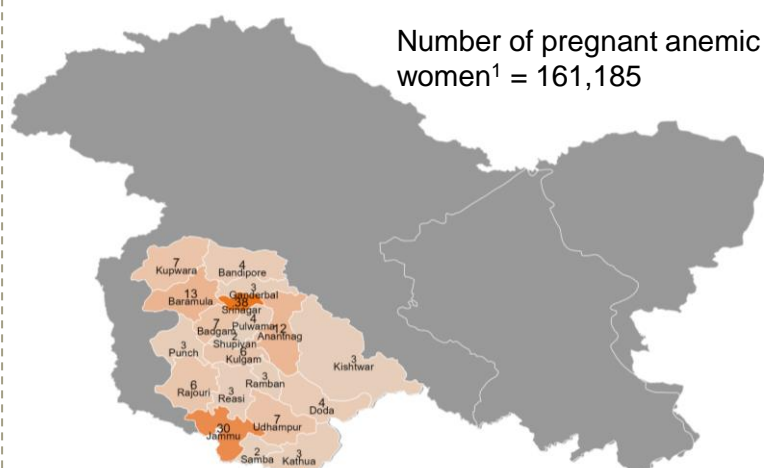 Number of pregnant anemic
women¹ = 161,185
7
Kupwara
4
Bandipore
3
Ganderbal
13
Baramula
38
Srinagar
7
Badgam
4
Pulwama
12
Anantnag
2
Shupiyan
6
Kulgam
3
Punch
3
Kishtwar
3
Ramban
6
Rajouri
3
Reasi
4
Doda
7
Udhampur
30
Jammu
2
Samba
3
Kathua